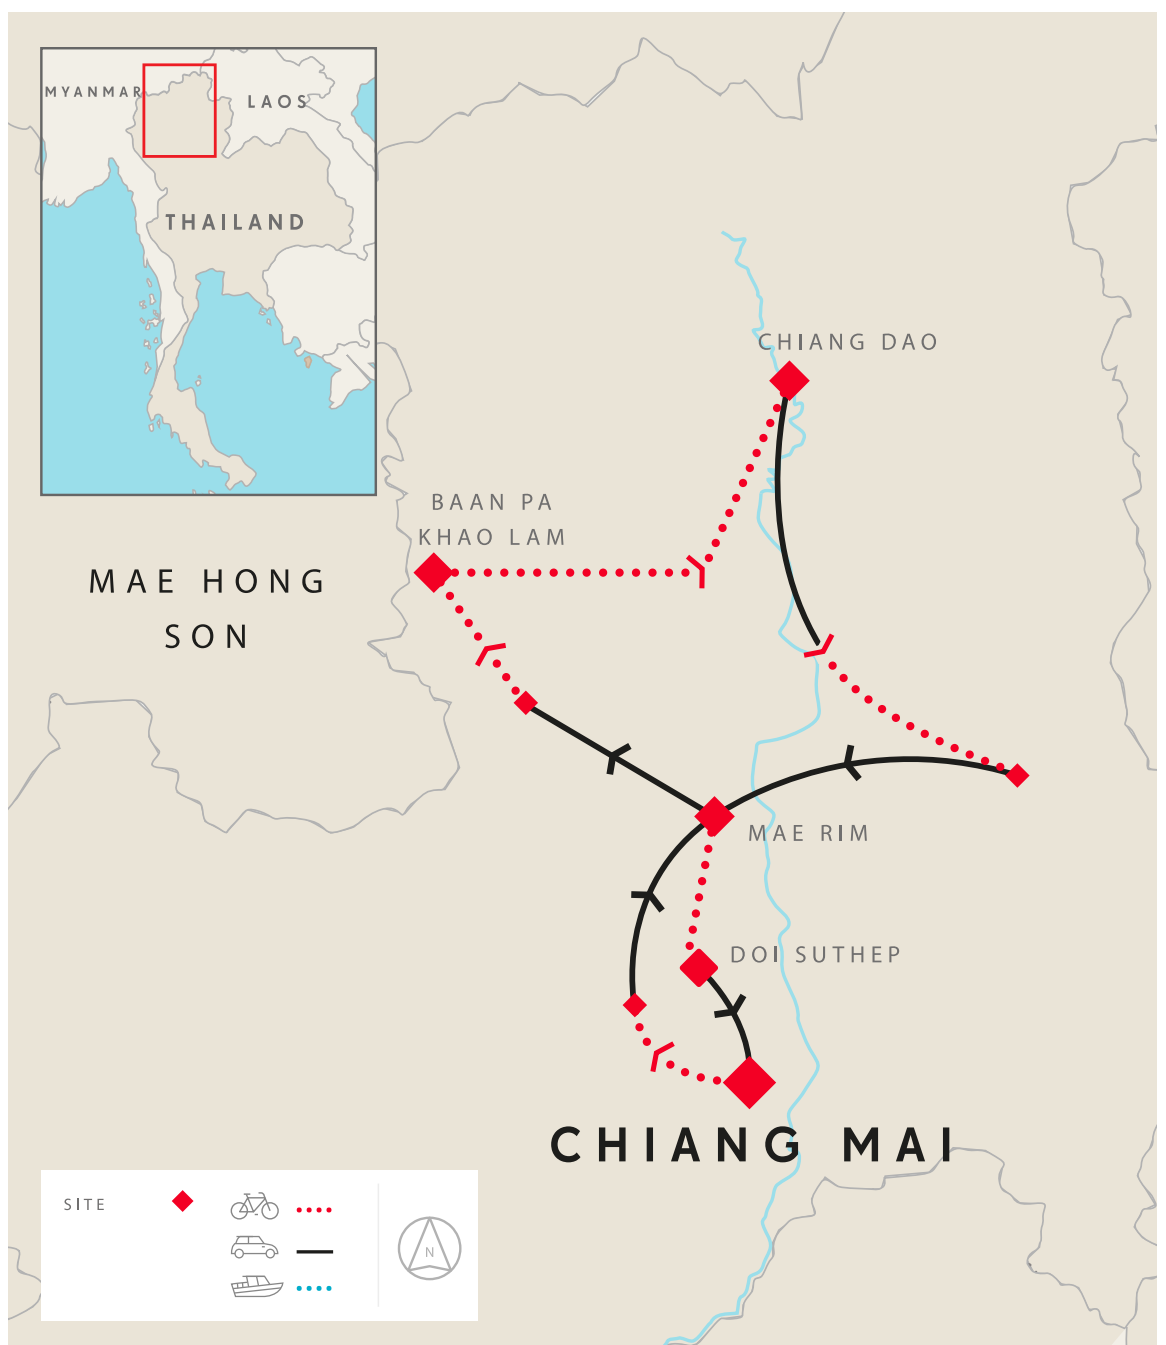 MYANMAR
LAOS
THAILAND
CHIANG DAO
BAAN PA
KHAO LAM
MAE HONG
SON
MAE RIM
DOI SUTHEP
CHIANG MAI
SITE
N